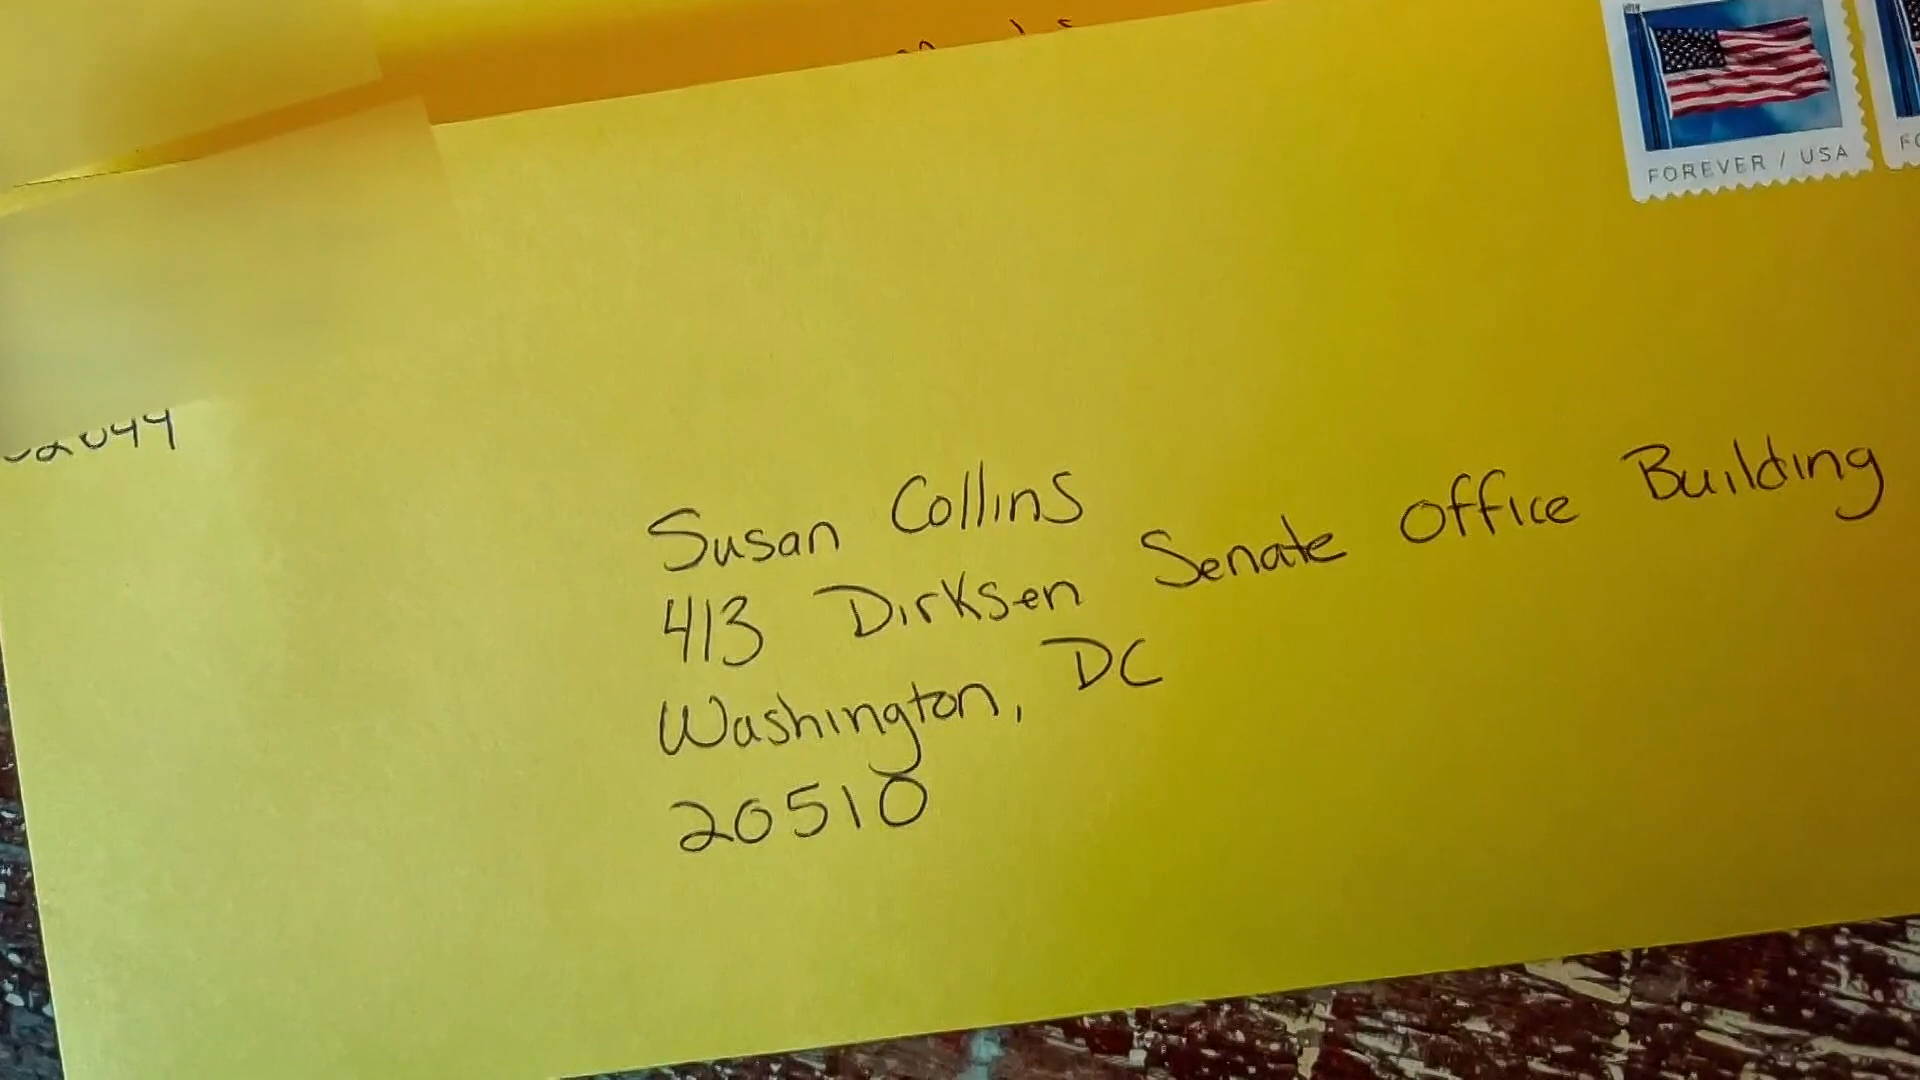 FOREVER / USA
Susan Collins
413 Dirksen Senate Office Building
Washington, DC
20510